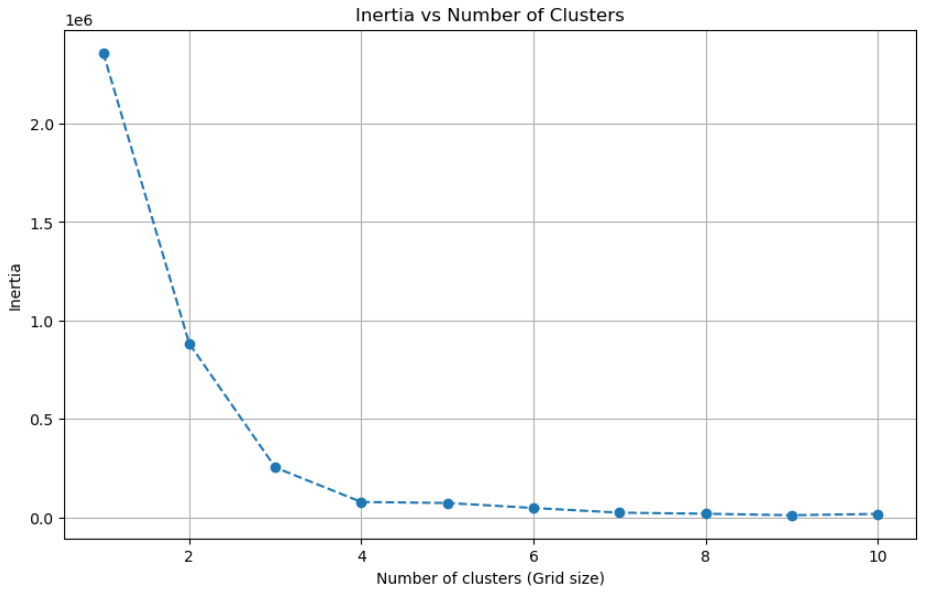 Inertia vs Number of Clusters
1e6
2.0
1.5
1.0
0.5
0.0
Inertia
2 4 6 8 10
Number of clusters (Grid size)